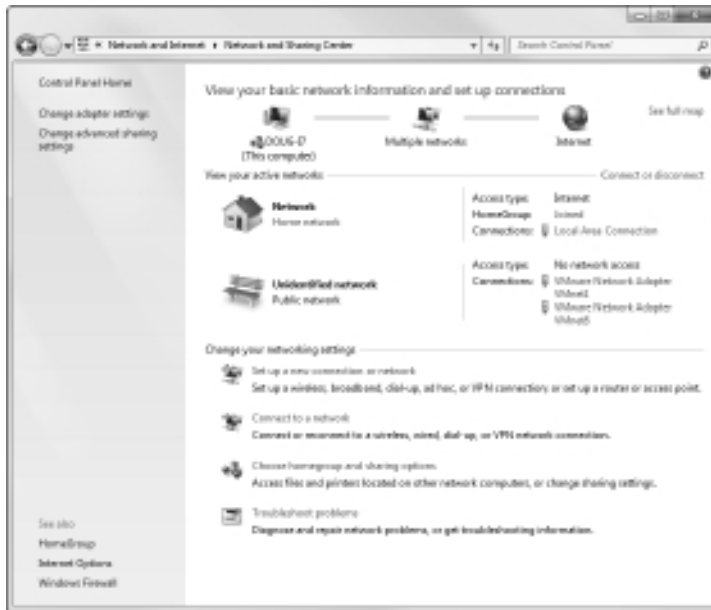 Network and Internet
Network and Sharing Center
Search Control Panel
Control Panel Home
Change adapter settings
Change advanced sharing
settings
View your basic network information and set up connections
See full map
DOUG-
(This computer)
Multiple networks
Internet
View your active networks
Connect or disconnect
Network
Home network
Access type: Internet
HomeGroup: Joined
Connections: Local Area Connection
Unidentified network
Public network
Access type: No network access
Connections: VMware Network Adapter
VMnet1
VMware Network Adapter
VMnet8
Change your networking settings
Set up a new connection or network
Set up a wireless, broadband, dial-up, ad hoc, or VPN connection; or set up a router or access point.
Connect to a network
Connect or reconnect to a wireless, wired, dial-up, or VPN network connection.
Choose homegroup and sharing options
Access files and printers located on other network computers, or change sharing settings.
Troubleshoot problems
Diagnose and repair network problems, or get troubleshooting information.
See also
HomeGroup
Internet Options
Windows Firewall